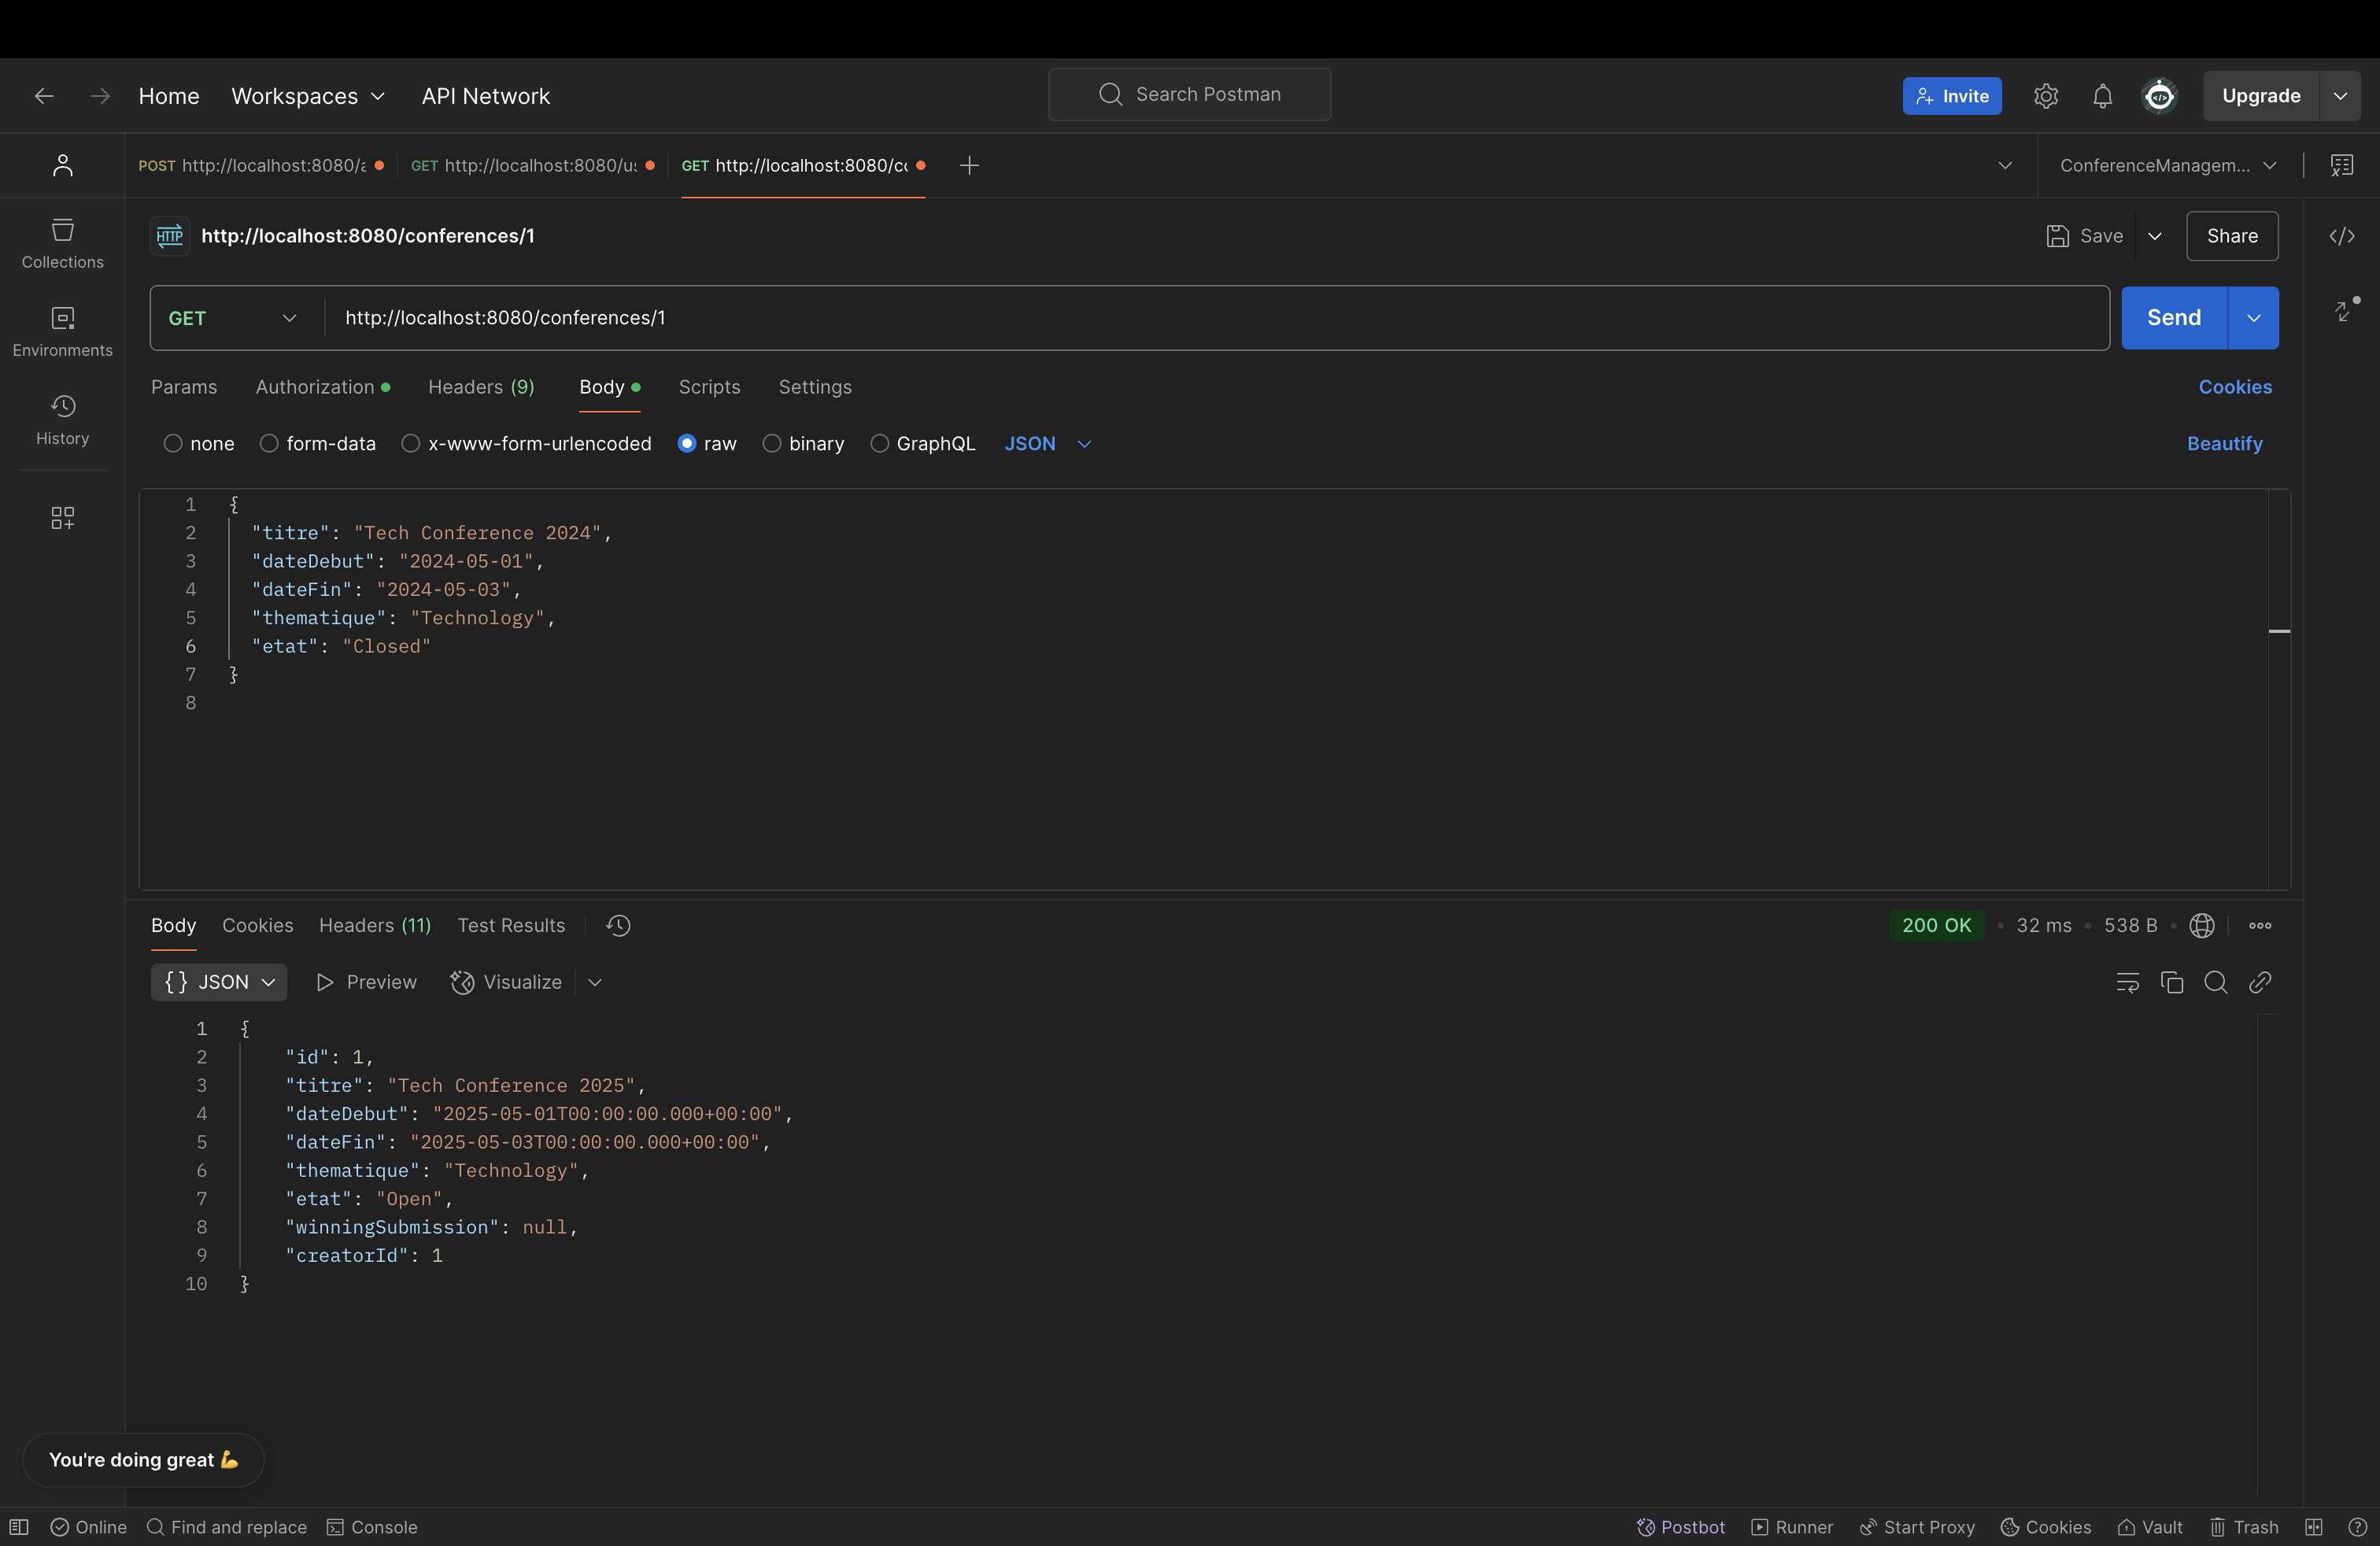 Home Workspaces API Network Search Postman Invite Upgrade
POST http://localhost:8080/a GET http://localhost:8080/us GET http://localhost:8080/co ConferenceManagem...
HTTP http://localhost:8080/conferences/1 Save Share
Collections
Environments
History
GET http://localhost:8080/conferences/1 Send
Params Authorization Headers (9) Body Scripts Settings Cookies
none form-data x-www-form-urlencoded raw binary GraphQL JSON Beautify
1 {
2 "titre": "Tech Conference 2024",
3 "dateDebut": "2024-05-01",
4 "dateFin": "2024-05-03",
5 "thematique": "Technology",
6 "etat": "Closed"
7 }
8
Body Cookies Headers (11) Test Results 200 OK • 32 ms • 538 B •
{} JSON Preview Visualize
1 {
2 "id": 1,
3 "titre": "Tech Conference 2025",
4 "dateDebut": "2025-05-01T00:00:00.000+00:00",
5 "dateFin": "2025-05-03T00:00:00.000+00:00",
6 "thematique": "Technology",
7 "etat": "Open",
8 "winningSubmission": null,
9 "creatorId": 1
10 }
You're doing great 💪
Online Find and replace Console Postbot Runner Start Proxy Cookies Vault Trash